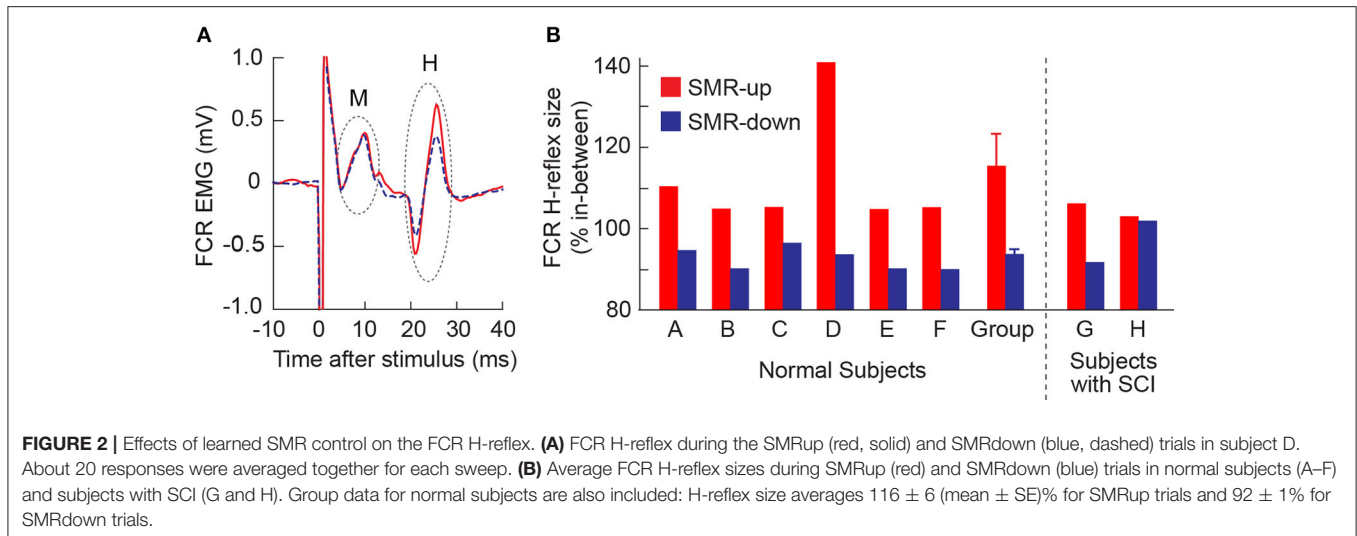 A
B
M
H
1.0
0.5
0
-0.5
-1.0
FCR EMG (mV)
-10 0 10 20 30 40
Time after stimulus (ms)
FCR H-reflex size
(% in-between)
140
120
100
80
SMR-up
SMR-down
A B C D E F Group G H
Normal Subjects
Subjects
with SCI
FIGURE 2 | Effects of learned SMR control on the FCR H-reflex. (A) FCR H-reflex during the SMRup (red, solid) and SMRdown (blue, dashed) trials in subject D.
About 20 responses were averaged together for each sweep. (B) Average FCR H-reflex sizes during SMRup (red) and SMRdown (blue) trials in normal subjects (A–F)
and subjects with SCI (G and H). Group data for normal subjects are also included: H-reflex size averages 116 ± 6 (mean ± SE)% for SMRup trials and 92 ± 1% for
SMRdown trials.